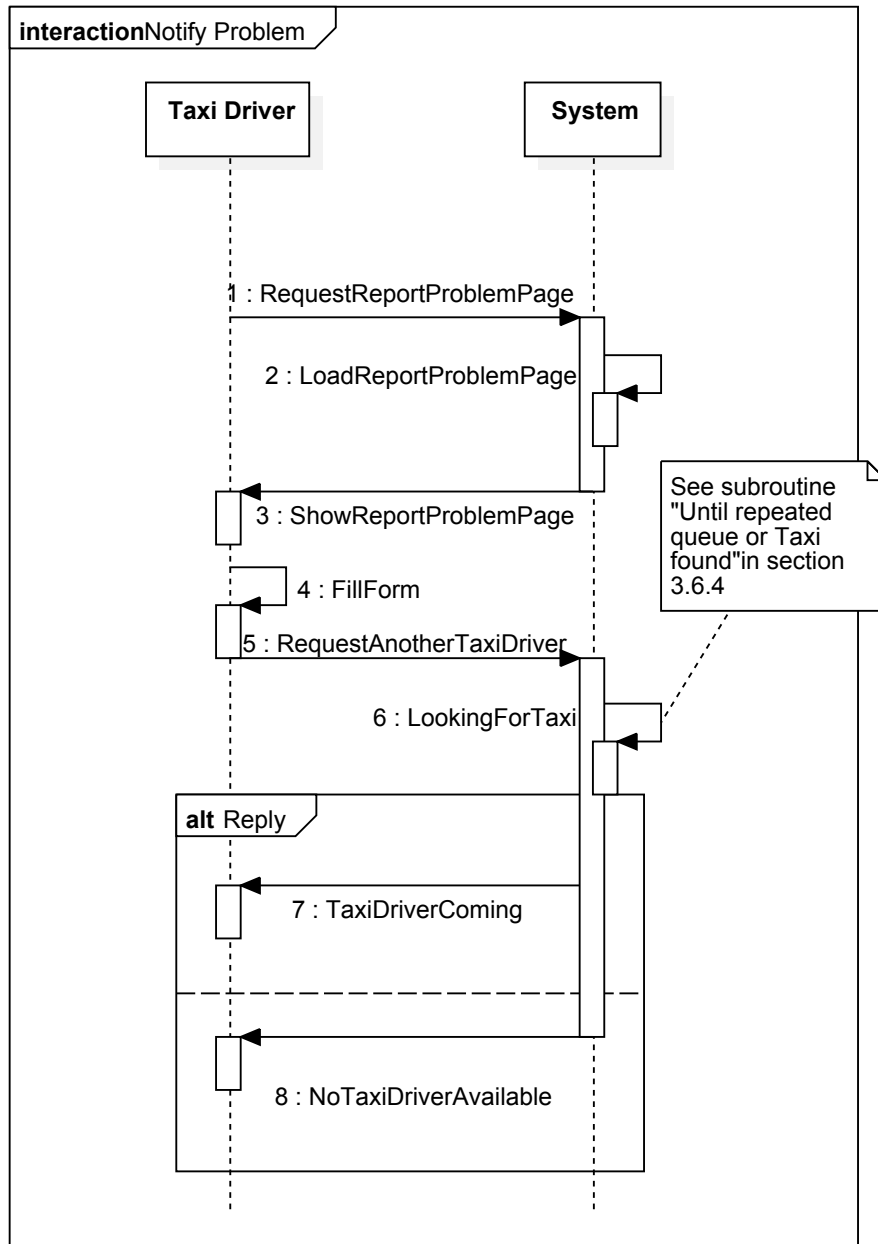 interactionNotify Problem
Taxi Driver
System
1 : RequestReportProblemPage
2 : LoadReportProblemPage
3 : ShowReportProblemPage
See subroutine
"Until repeated
queue or Taxi
found"in section
3.6.4
4 : FillForm
5 : RequestAnotherTaxiDriver
6 : LookingForTaxi
alt Reply
7 : TaxiDriverComing
8 : NoTaxiDriverAvailable